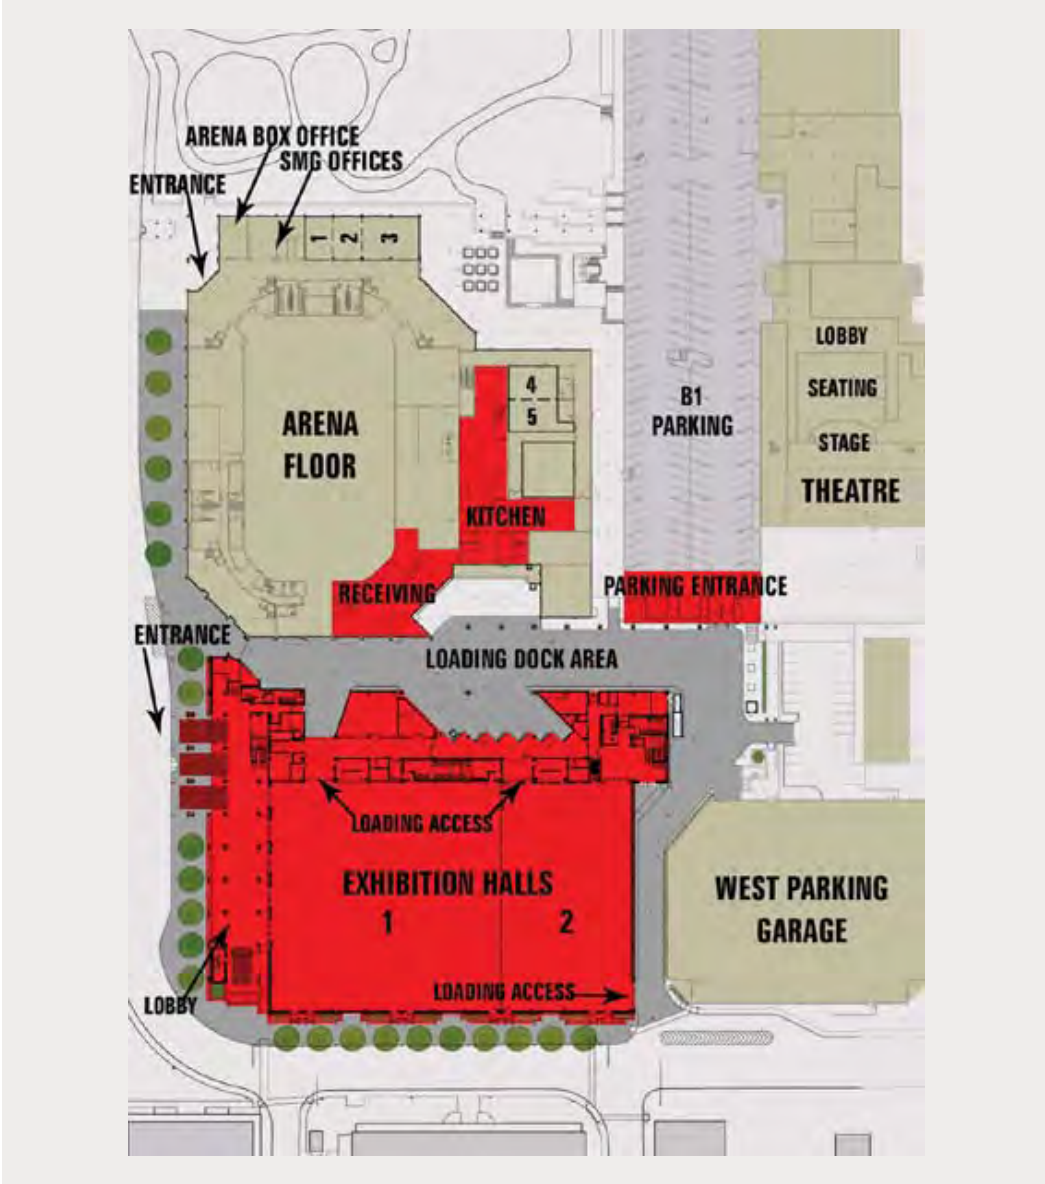 ARENA BOX OFFICE
SMG OFFICES
ENTRANCE
1 2 3
LOBBY
4
SEATING
B1
PARKING
5
ARENA
FLOOR
STAGE
THEATRE
KITCHEN
RECEIVING
PARKING ENTRANCE
ENTRANCE
LOADING DOCK AREA
LOADING ACCESS
EXHIBITION HALLS
1 2
WEST PARKING
GARAGE
LOADING ACCESS
LOBBY